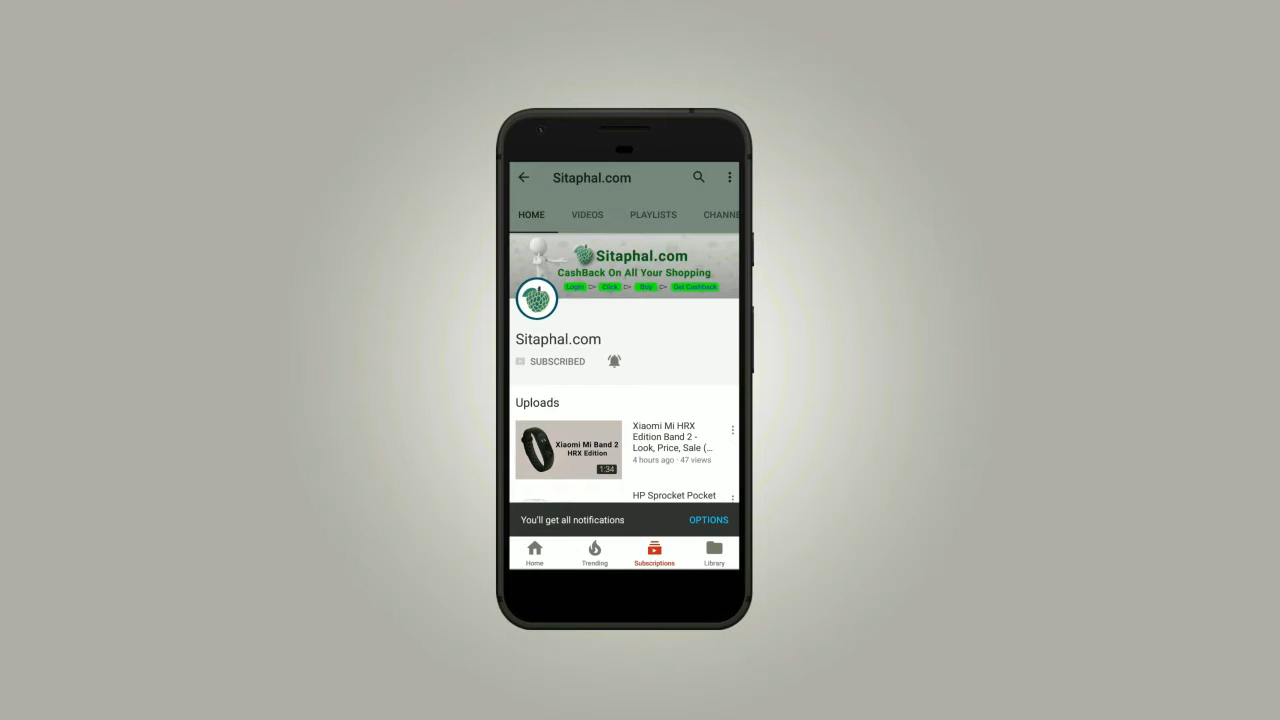 Sitaphal.com
HOME VIDEOS PLAYLISTS CHANNE
Sitaphal.com
CashBack On All Your Shopping
Login Click Buy Get Cashback
Sitaphal.com
SUBSCRIBED
Uploads
Xiaomi Mi Band 2
HRX Edition
1:34
Xiaomi Mi HRX
Edition Band 2 -
Look, Price, Sale (...
4 hours ago · 47 views
HP Sprocket Pocket
You'll get all notifications OPTIONS
Home Trending Subscriptions Library